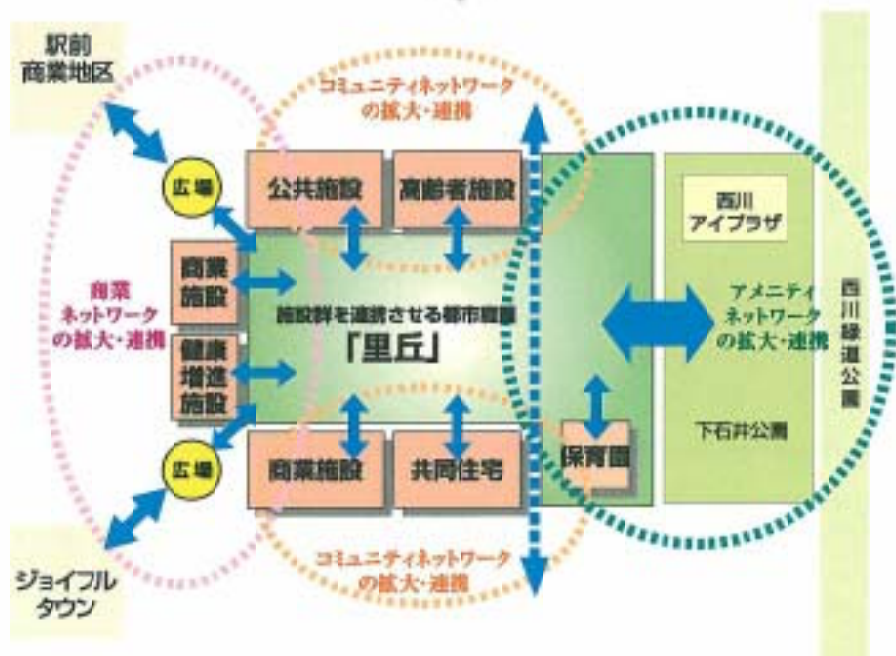 駅前
商業地区
コミュニティネットワーク
の拡大・連携
広場
公共施設
高齢者施設
西川
アイプラザ
商業
施設
商業
ネットワーク
の拡大・連携
施設群を連携させる都市
「里丘」
アメニティ
ネットワーク
の拡大・連携
西川緑道公園
健康
増進
施設
下石井公園
広場
商業施設
共同住宅
保育園
コミュニティネットワーク
の拡大・連携
ジョイフル
タウン